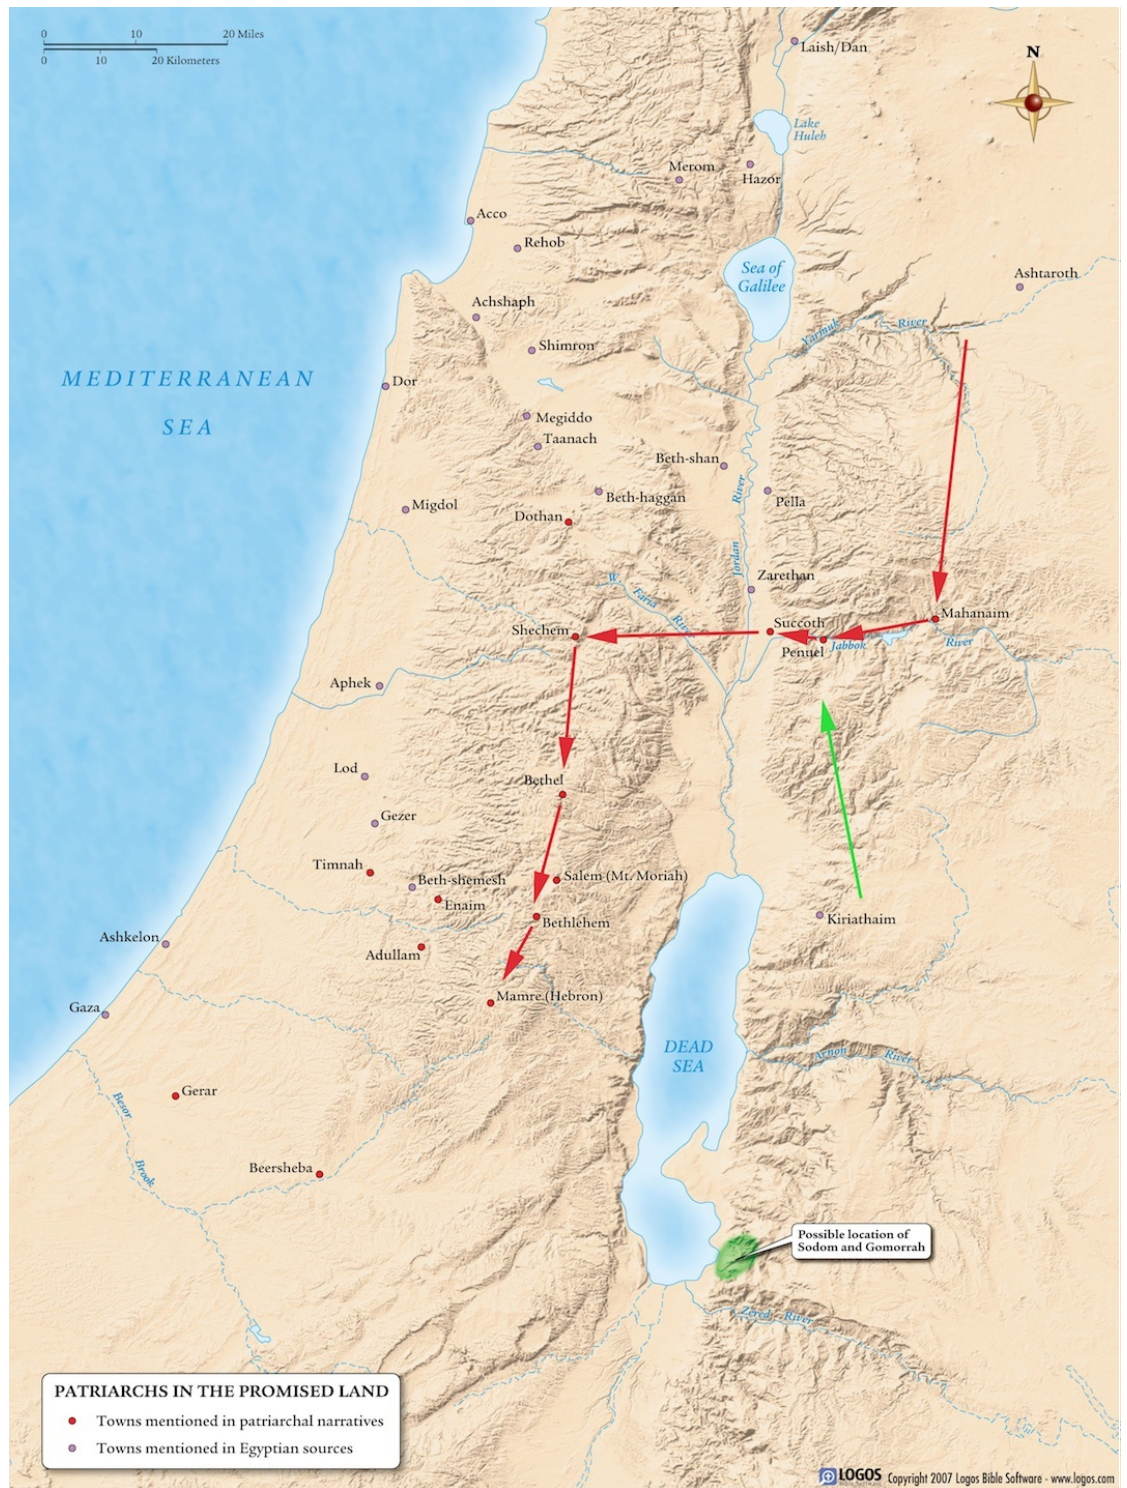 0 10 20 Miles
0 10 20 Kilometers
Laish/Dan
N
Lake
Huleh
Merom
Hazor
Acco
Rehob
Sea of
Galilee
Ashtaroth
Achshaph
Yarmuk River
Shimron
MEDITERRANEAN
SEA
Dor
Megiddo
Taanach
Beth-shan
Beth-haggan
Pella
Migdol
Dothan
Jordan River
Zarethan
W. Faria River
Mahanaim
Succoth
Shechem
Penuel
Jabbok River
Aphek
Lod
Bethel
Gezer
Timnah
Beth-shemesh
Salem (Mt. Moriah)
Enaim
Bethlehem
Kiriathaim
Ashkelon
Adullam
Mamre (Hebron)
Gaza
DEAD
SEA
Arnon River
Gerar
Besor
Brook
Beersheba
Possible location of
Sodom and Gomorrah
Zered River
PATRIARCHS IN THE PROMISED LAND
Towns mentioned in patriarchal narratives
Towns mentioned in Egyptian sources
LOGOS Copyright 2007 Logos Bible Software - www.logos.com